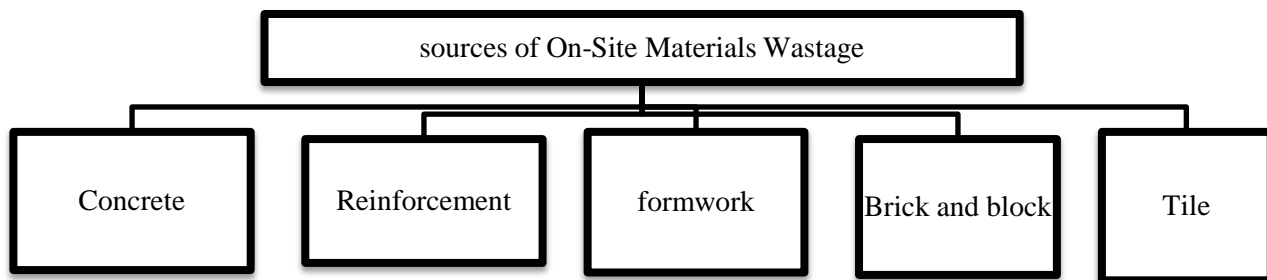 sources of On-Site Materials Wastage
Concrete
Reinforcement
formwork
Brick and block
Tile